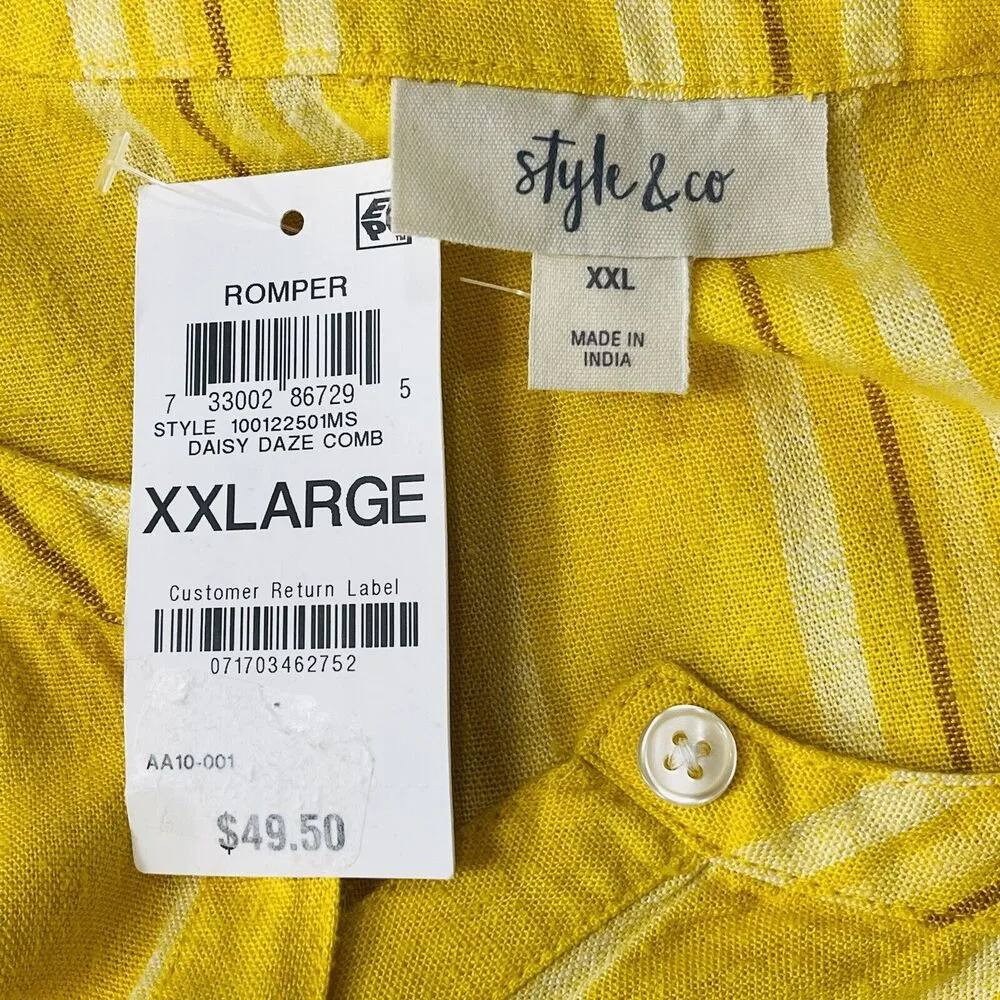 style & co
XXL
MADE IN
INDIA
EP™
ROMPER
7 33002 86729 5
STYLE 100122501MS
DAISY DAZE COMB
XXLARGE
Customer Return Label
071703462752
AA10-001
$49.50